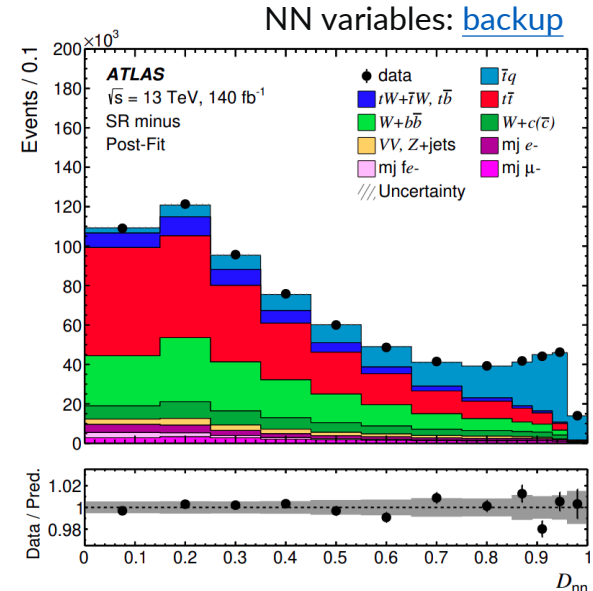 NN variables: backup
×10³
Events / 0.1
200
180
160
140
120
100
80
60
40
20
0
ATLAS
√s = 13 TeV, 140 fb⁻¹
SR minus
Post-Fit
data
t̄q
tW+t̄W, tb̄
tt̄
W+bb̄
W+c(c̄)
VV, Z+jets
mj e-
mj fe-
mj μ-
Uncertainty
Data / Pred.
1.02
1
0.98
0 0.1 0.2 0.3 0.4 0.5 0.6 0.7 0.8 0.9 1
Dₙₙ